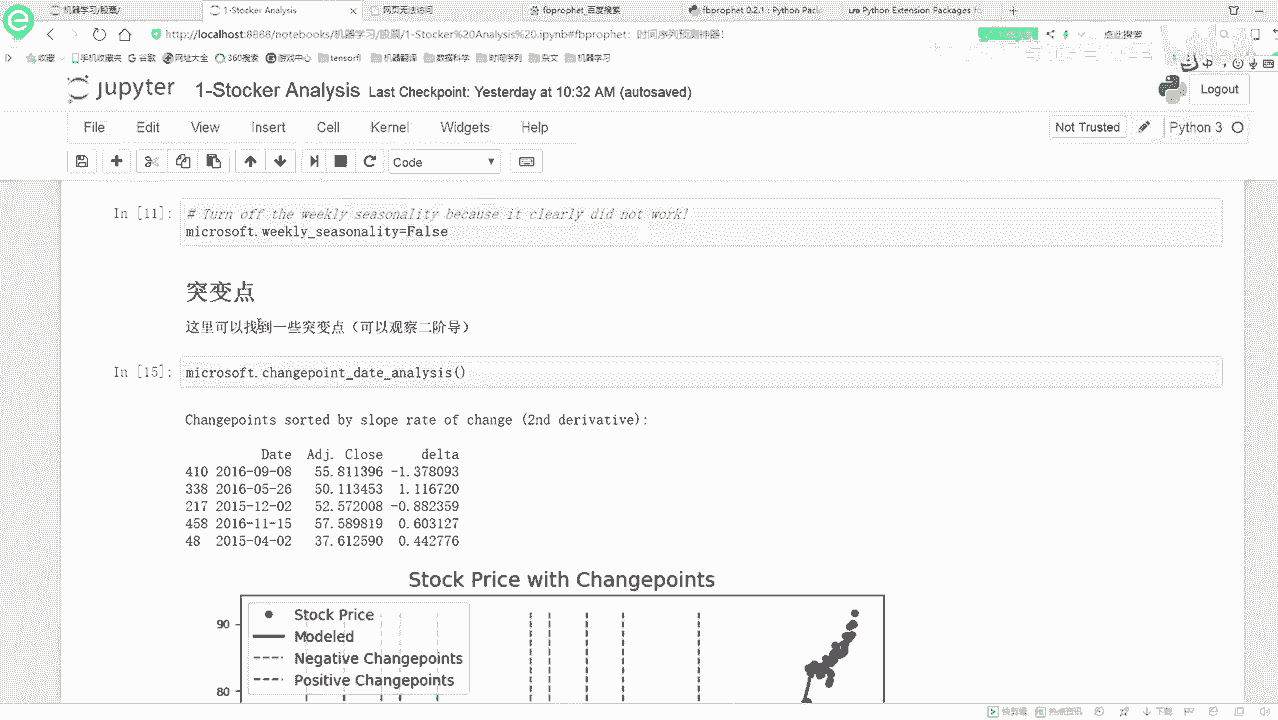 机器学习/股票/
1-Stocker Analysis
网页无法访问
fbprophet_百度搜索
fbprophet 0.2.1 : Python Pack
Python Extension Packages fo
http://localhost:8888/notebooks/机器学习/股票/1-Stocker%20Analysis%20.ipynb#fbprophet：时间序列预测神器！
点此搜索
收藏 手机收藏夹 谷歌 网址大全 360搜索 游戏中心 机器翻译 数据科学 时间序列 杂文 机器学习
jupyter 1-Stocker Analysis Last Checkpoint: Yesterday at 10:32 AM (autosaved)
Logout
File Edit View Insert Cell Kernel Widgets Help
Not Trusted Python 3
Code
In [11]: # Turn off the weekly seasonality because it clearly did not work!
microsoft.weekly_seasonality=False
突变点
这里可以找到一些突变点（可以观察二阶导）
In [15]: microsoft.changepoint_date_analysis()
Changepoints sorted by slope rate of change (2nd derivative):
Date Adj. Close delta
410 2016-09-08 55.811396 -1.378093
338 2016-05-26 50.113453 1.116720
217 2015-12-02 52.572008 -0.882359
458 2016-11-15 57.589819 0.603127
48 2015-04-02 37.612590 0.442776
Stock Price with Changepoints
Stock Price
Modeled
Negative Changepoints
Positive Changepoints
90
80
快剪辑 热点资讯 下载